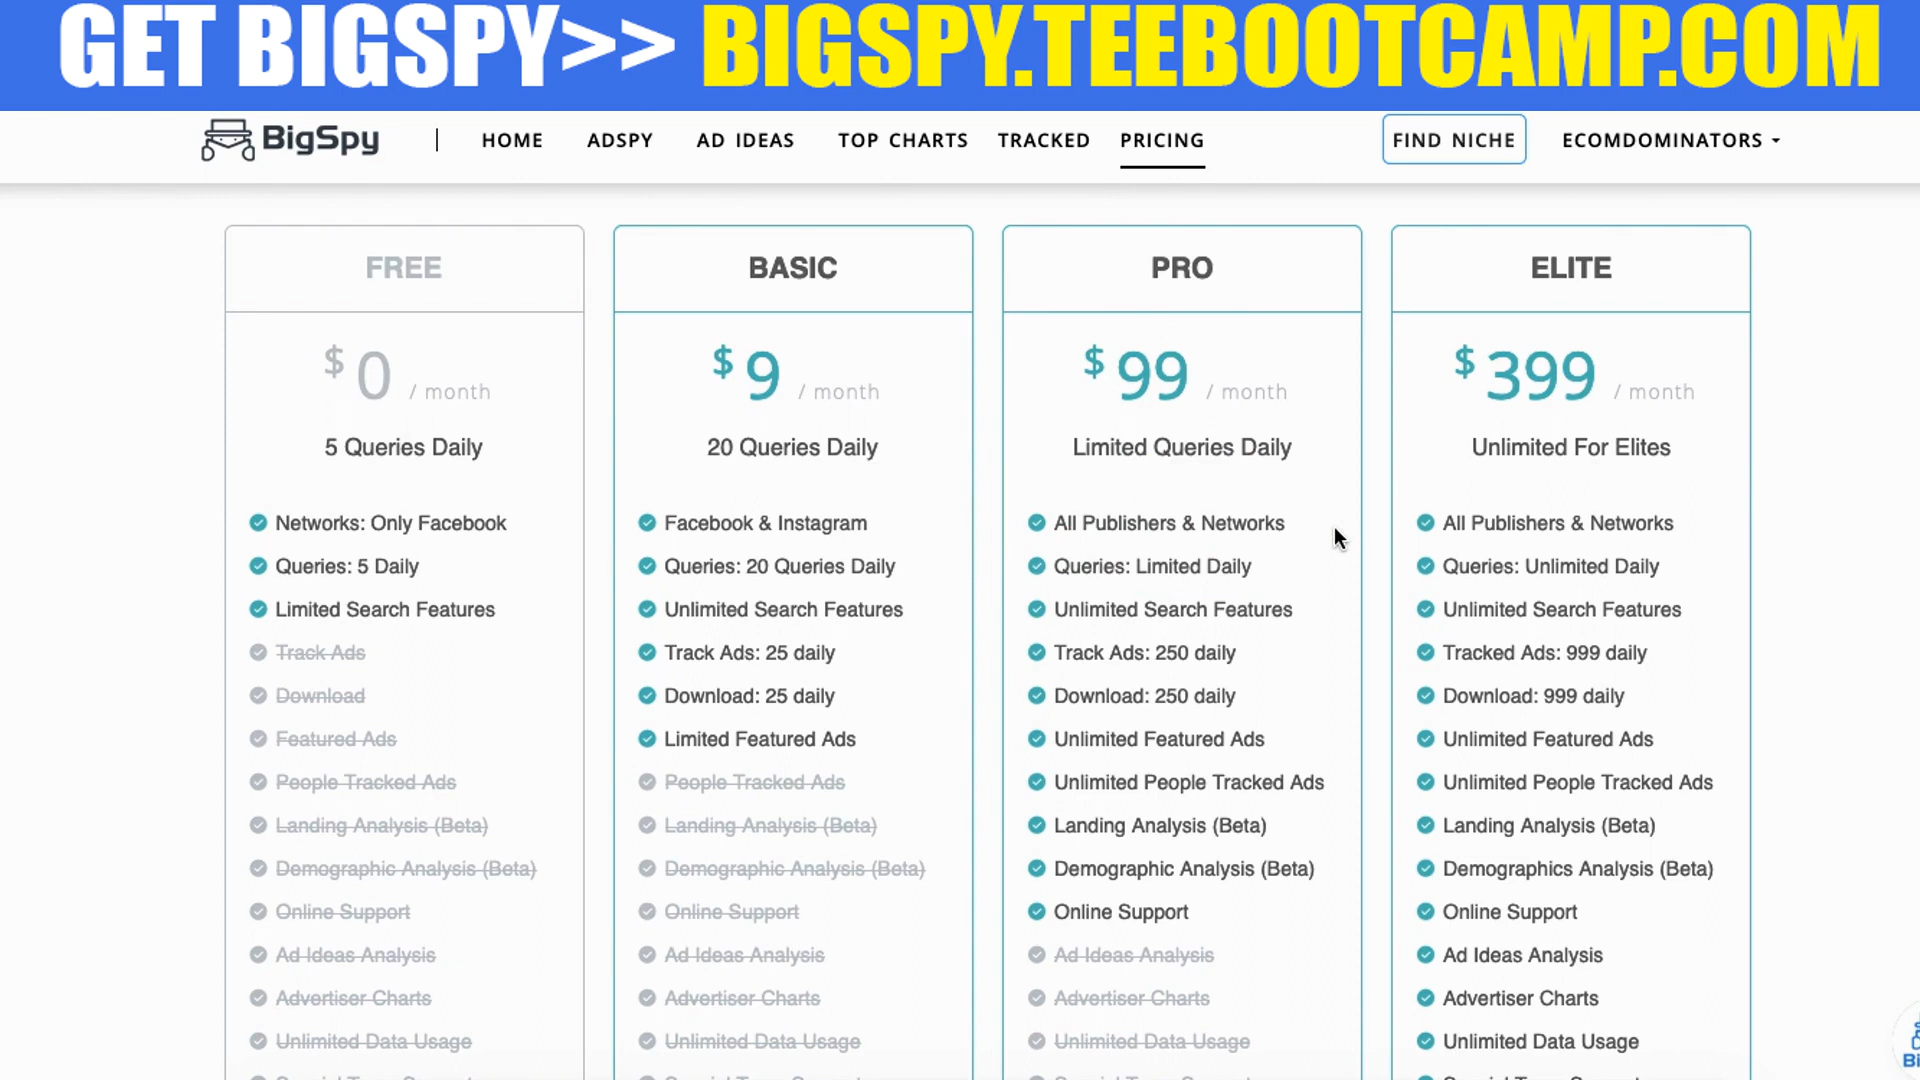 GET BIGSPY>> BIGSPY.TEEBOOTCAMP.COM
BigSpy | HOME ADSPY AD IDEAS TOP CHARTS TRACKED PRICING FIND NICHE ECOMDOMINATORS
FREE
$ 0 / month
5 Queries Daily
Networks: Only Facebook
Queries: 5 Daily
Limited Search Features
Track Ads
Download
Featured Ads
People Tracked Ads
Landing Analysis (Beta)
Demographic Analysis (Beta)
Online Support
Ad Ideas Analysis
Advertiser Charts
Unlimited Data Usage
BASIC
$ 9 / month
20 Queries Daily
Facebook & Instagram
Queries: 20 Queries Daily
Unlimited Search Features
Track Ads: 25 daily
Download: 25 daily
Limited Featured Ads
People Tracked Ads
Landing Analysis (Beta)
Demographic Analysis (Beta)
Online Support
Ad Ideas Analysis
Advertiser Charts
Unlimited Data Usage
PRO
$ 99 / month
Limited Queries Daily
All Publishers & Networks
Queries: Limited Daily
Unlimited Search Features
Track Ads: 250 daily
Download: 250 daily
Unlimited Featured Ads
Unlimited People Tracked Ads
Landing Analysis (Beta)
Demographic Analysis (Beta)
Online Support
Ad Ideas Analysis
Advertiser Charts
Unlimited Data Usage
ELITE
$ 399 / month
Unlimited For Elites
All Publishers & Networks
Queries: Unlimited Daily
Unlimited Search Features
Tracked Ads: 999 daily
Download: 999 daily
Unlimited Featured Ads
Unlimited People Tracked Ads
Landing Analysis (Beta)
Demographics Analysis (Beta)
Online Support
Ad Ideas Analysis
Advertiser Charts
Unlimited Data Usage